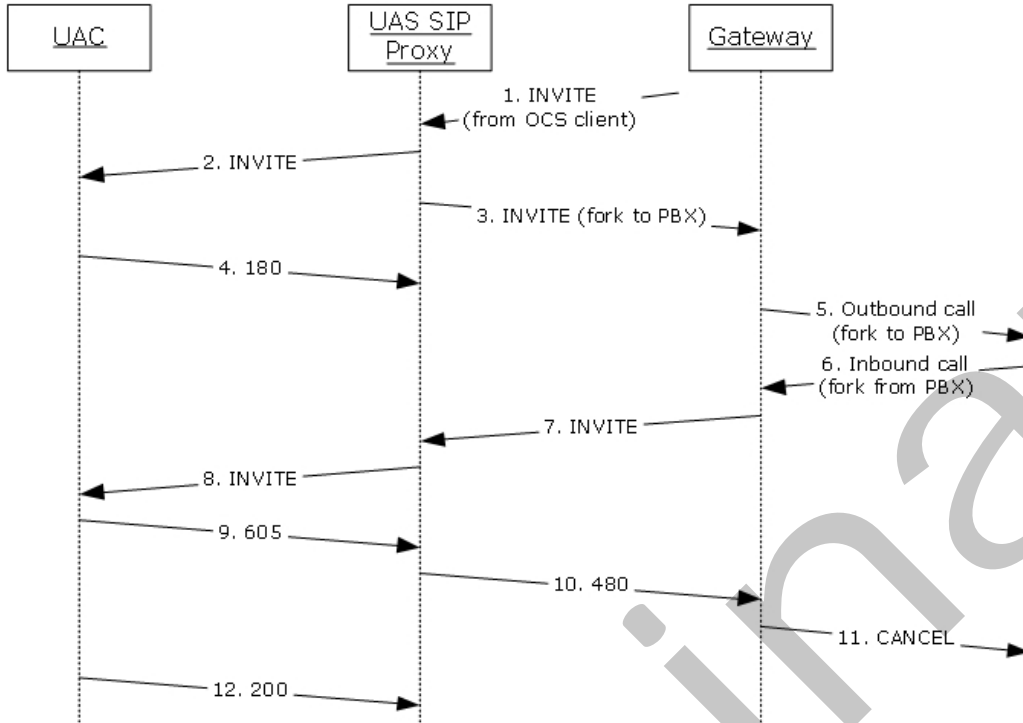 UAC
UAS SIP
Proxy
Gateway
1. INVITE
(from OCS client)
2. INVITE
3. INVITE (fork to PBX)
4. 180
5. Outbound call
(fork to PBX)
6. Inbound call
(fork from PBX)
7. INVITE
8. INVITE
9. 605
10. 480
11. CANCEL
12. 200
ina